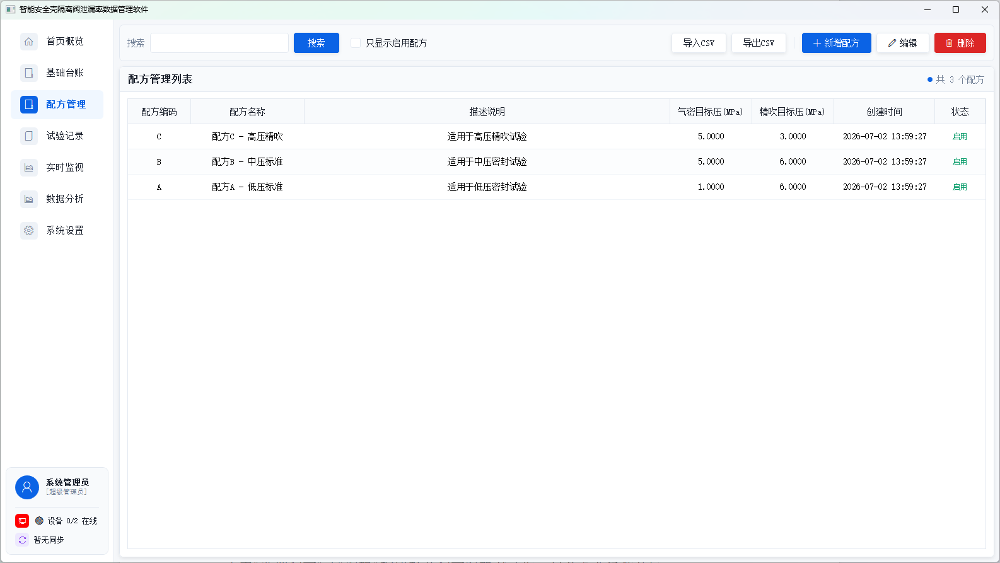 智能安全壳隔离阀泄漏率数据管理软件
首页概览
基础台账
配方管理
试验记录
实时监视
数据分析
系统设置
系统管理员
[超级管理员]
设备 0/2 在线
暂无同步
搜索 搜索 只显示启用配方 导入CSV 导出CSV 新增配方 编辑 删除
配方管理列表 共 3 个配方
配方编码 配方名称 描述说明 气密目标压(MPa) 精吹目标压(MPa) 创建时间 状态
C 配方C - 高压精吹 适用于高压精吹试验 5.0000 3.0000 2026-07-02 13:59:27 启用
B 配方B - 中压标准 适用于中压密封试验 5.0000 6.0000 2026-07-02 13:59:27 启用
A 配方A - 低压标准 适用于低压密封试验 1.0000 6.0000 2026-07-02 13:59:27 启用